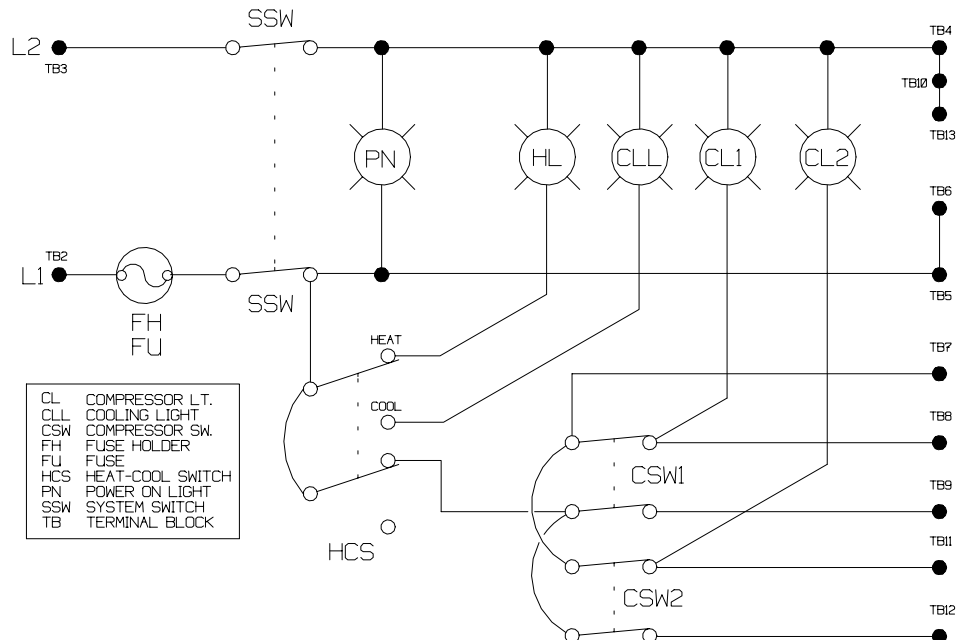 SSW
L2
TB3
TB4
TB10
TB13
PN
HL
CLL
CL1
CL2
TB6
TB2
L1
SSW
TB5
FH
FU
HEAT
TB7
CL COMPRESSOR LT.
CLL COOLING LIGHT
CSW COMPRESSOR SW.
FH FUSE HOLDER
FU FUSE
HCS HEAT-COOL SWITCH
PN POWER ON LIGHT
SSW SYSTEM SWITCH
TB TERMINAL BLOCK
COOL
TB8
CSW1
TB9
HCS
TB11
CSW2
TB12